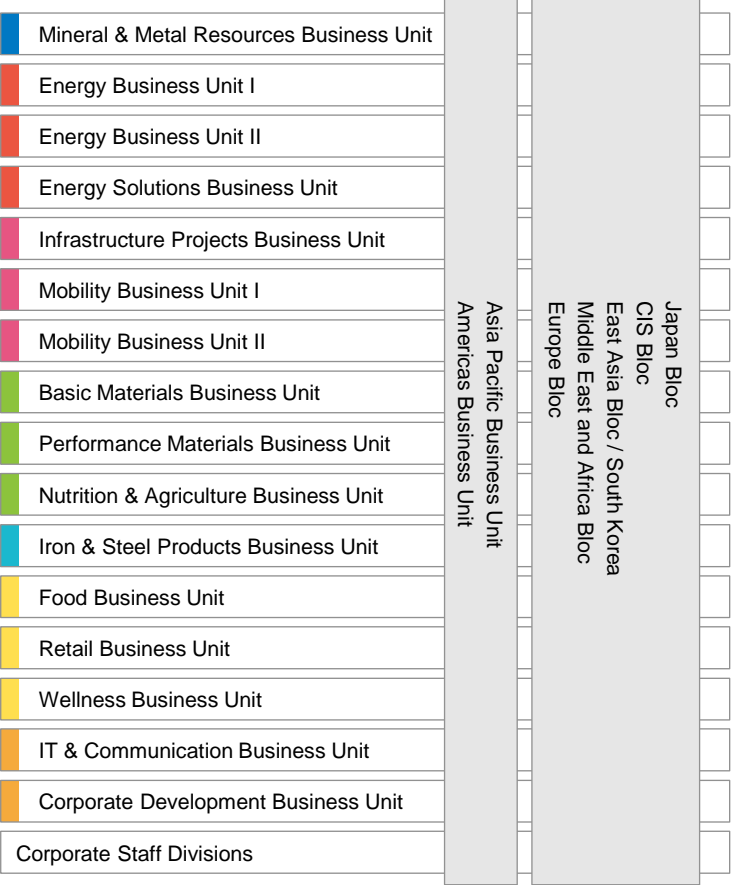 Mineral & Metal Resources Business Unit
Energy Business Unit I
Energy Business Unit II
Energy Solutions Business Unit
Infrastructure Projects Business Unit
Mobility Business Unit I
Mobility Business Unit II
Basic Materials Business Unit
Performance Materials Business Unit
Nutrition & Agriculture Business Unit
Iron & Steel Products Business Unit
Food Business Unit
Retail Business Unit
Wellness Business Unit
IT & Communication Business Unit
Corporate Development Business Unit
Corporate Staff Divisions
Asia Pacific Business Unit
Americas Business Unit
Japan Bloc
CIS Bloc
East Asia Bloc / South Korea
Middle East and Africa Bloc
Europe Bloc